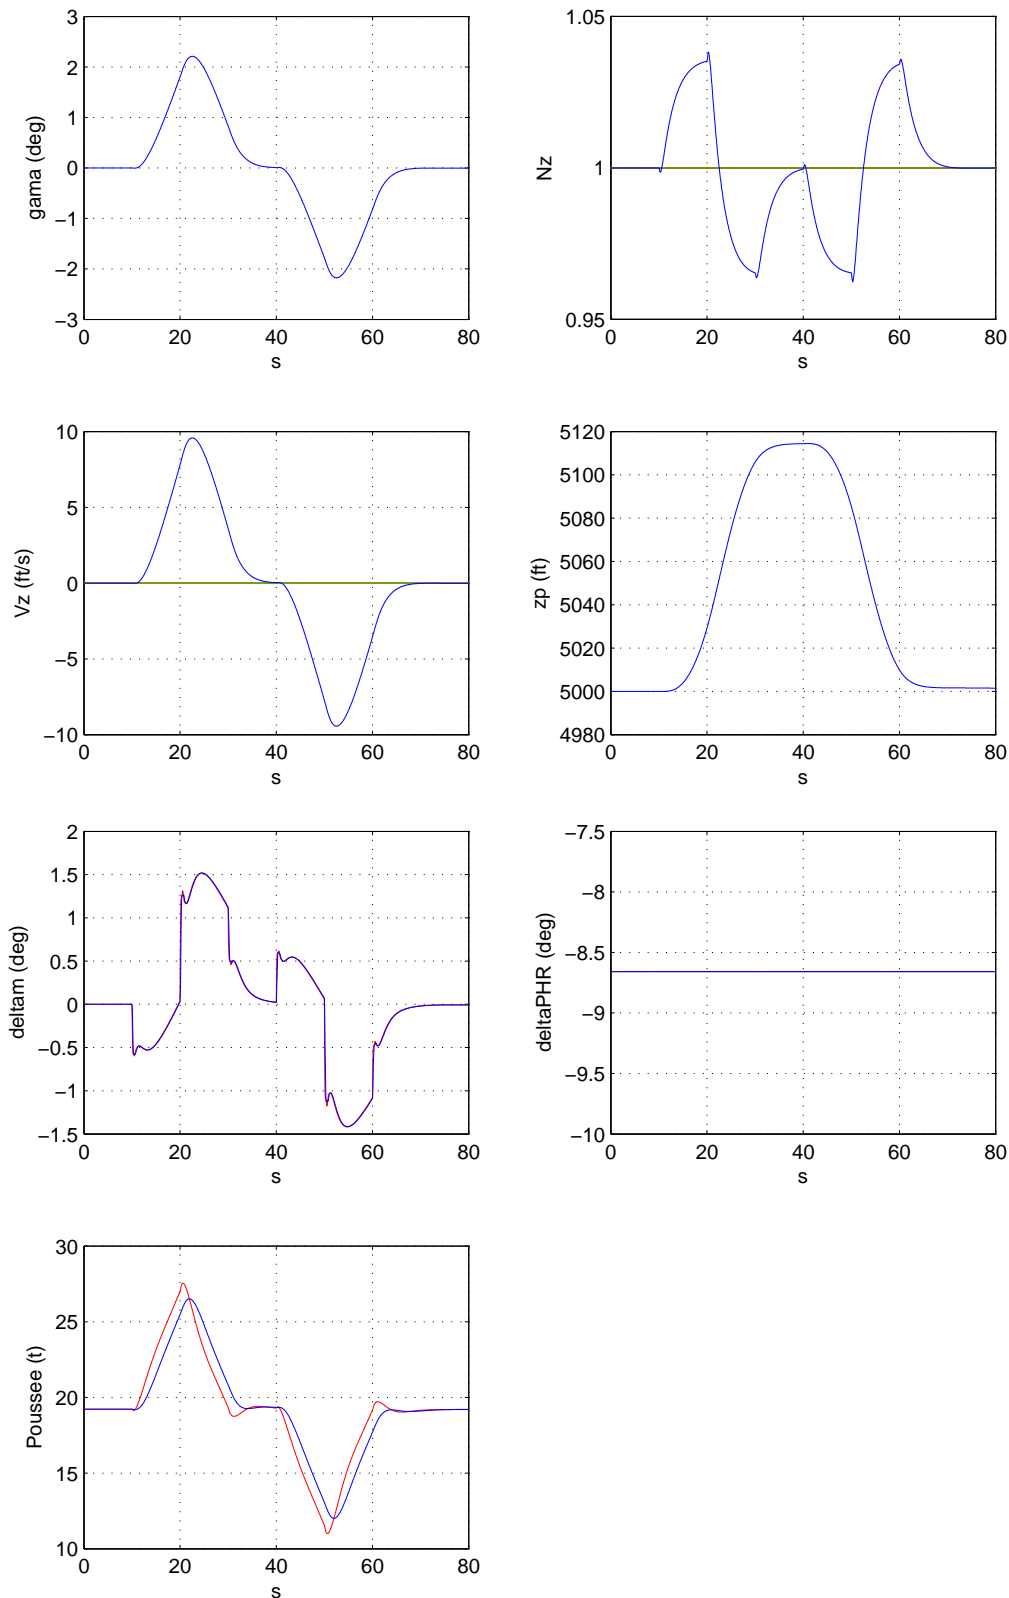 3
2
1
0
−1
−2
−3
0 20 40 60 80
s
gama (deg)
1.05
1
0.95
0 20 40 60 80
s
Nz
10
5
0
−5
−10
0 20 40 60 80
s
Vz (ft/s)
5120
5100
5080
5060
5040
5020
5000
4980
0 20 40 60 80
s
zp (ft)
2
1.5
1
0.5
0
−0.5
−1
−1.5
0 20 40 60 80
s
deltam (deg)
−7.5
−8
−8.5
−9
−9.5
−10
0 20 40 60 80
s
deltaPHR (deg)
30
25
20
15
10
0 20 40 60 80
s
Poussee (t)